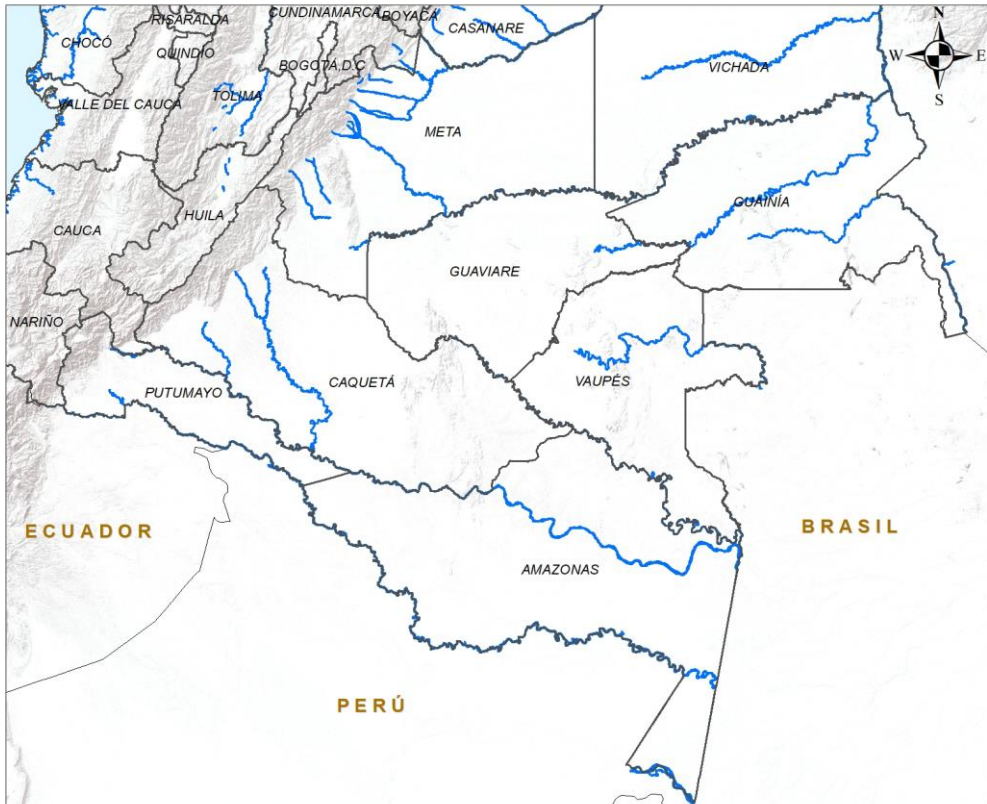 CUNDINAMARCA
BOYACÁ
RISARALDA
N
CASANARE
CHOCÓ
QUINDÍO
W
E
BOGOTÁ,D.C
VICHADA
TOLIMA
S
VALLE DEL CAUCA
META
GUAINÍA
HUILA
CAUCA
GUAVIARE
NARIÑO
VAUPÉS
CAQUETÁ
PUTUMAYO
ECUADOR
BRASIL
AMAZONAS
PERÚ